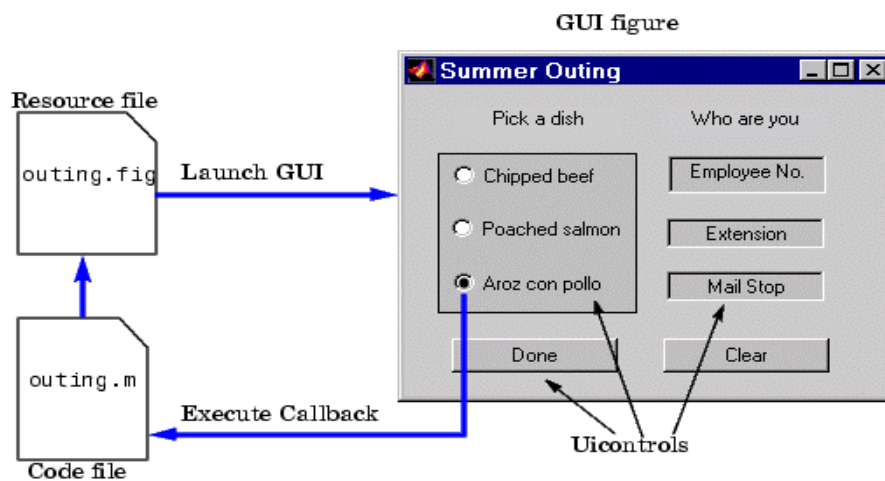 GUI figure
Summer Outing
Resource file
outing.fig
Launch GUI
Pick a dish
Who are you
Chipped beef
Employee No.
Poached salmon
Extension
Aroz con pollo
Mail Stop
Done
Clear
outing.m
Execute Callback
Uicontrols
Code file